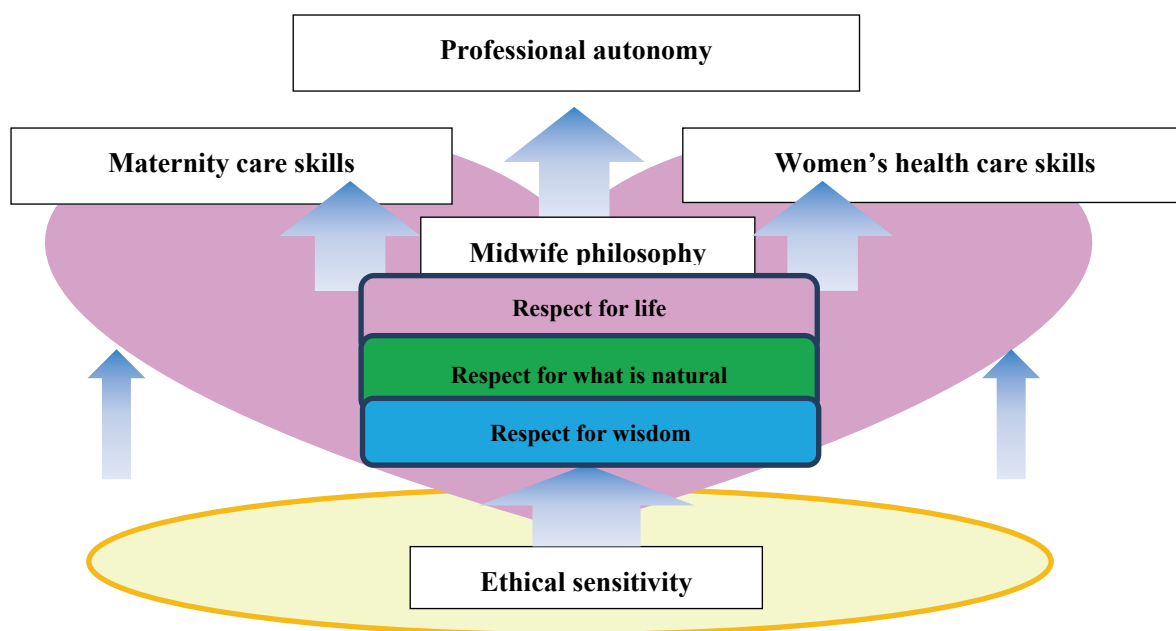 Professional autonomy
Maternity care skills
Women’s health care skills
Midwife philosophy
Respect for life
Respect for what is natural
Respect for wisdom
Ethical sensitivity